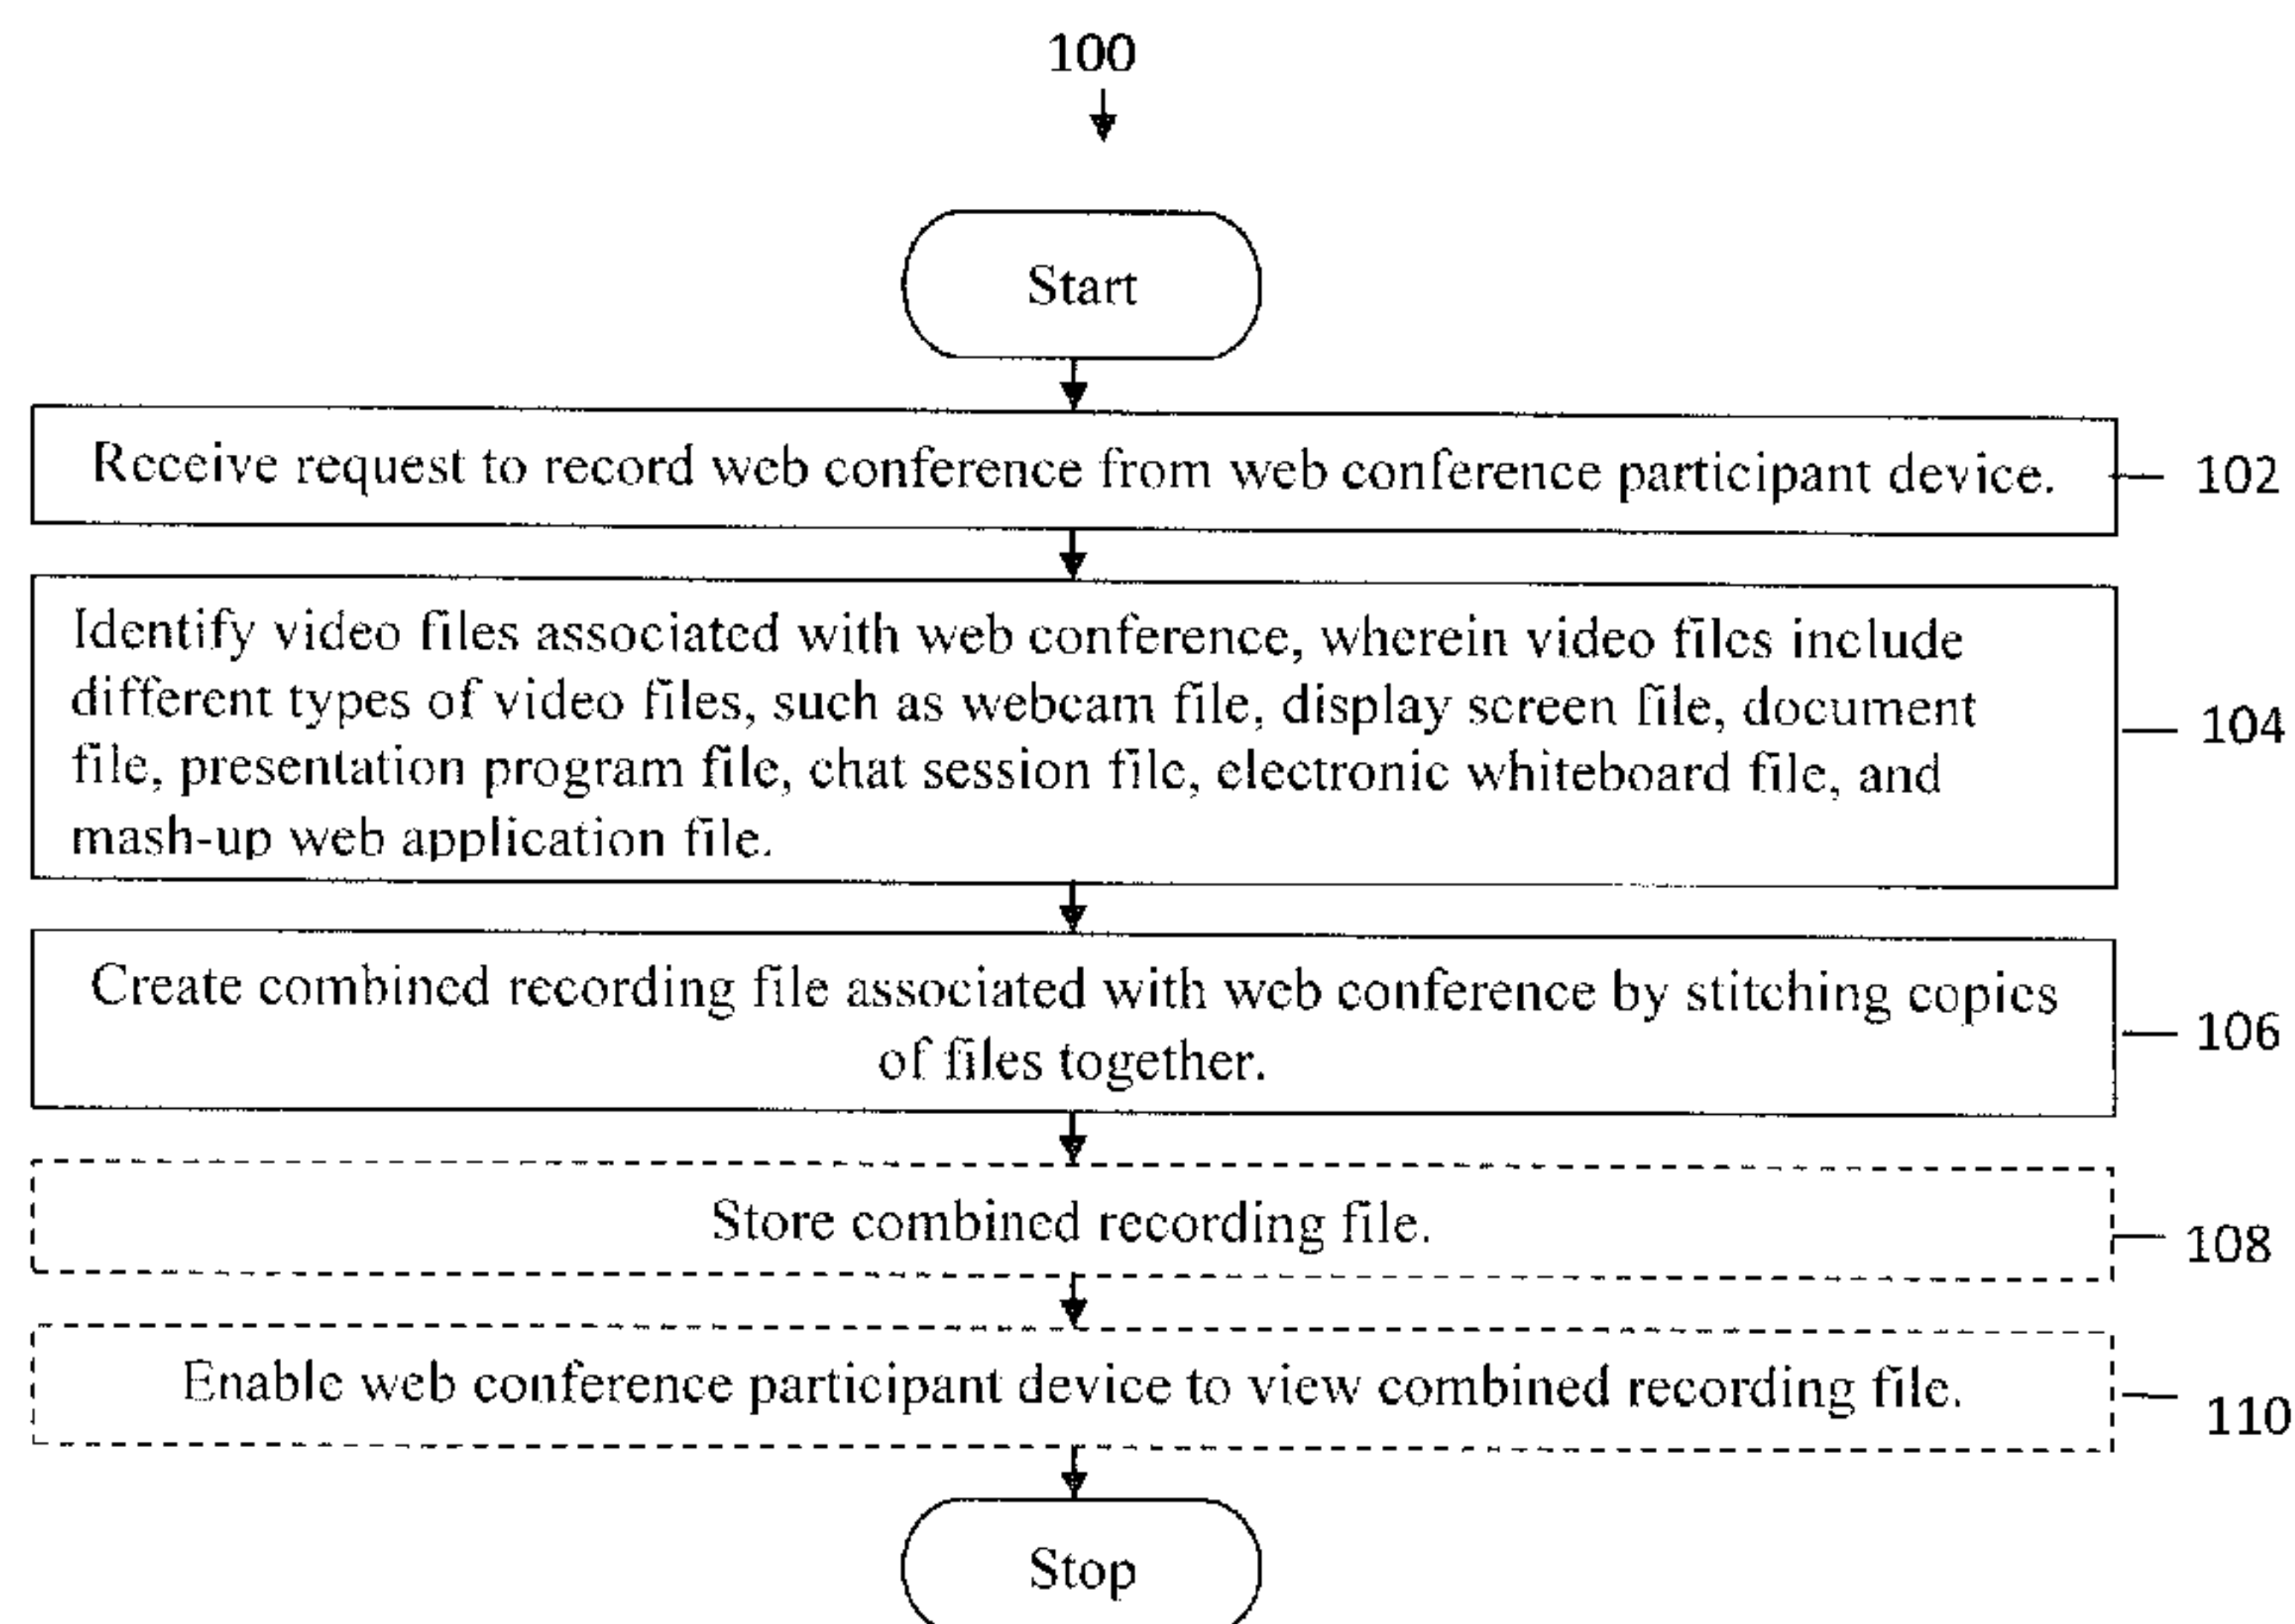 100
Start
Receive request to record web conference from web conference participant device.
102
Identify video files associated with web conference, wherein video files include
different types of video files, such as webcam file, display screen file, document
file, presentation program file, chat session file, electronic whiteboard file, and
mash-up web application file.
104
Create combined recording file associated with web conference by stitching copies
of files together.
106
Store combined recording file.
108
Enable web conference participant device to view combined recording file.
110
Stop